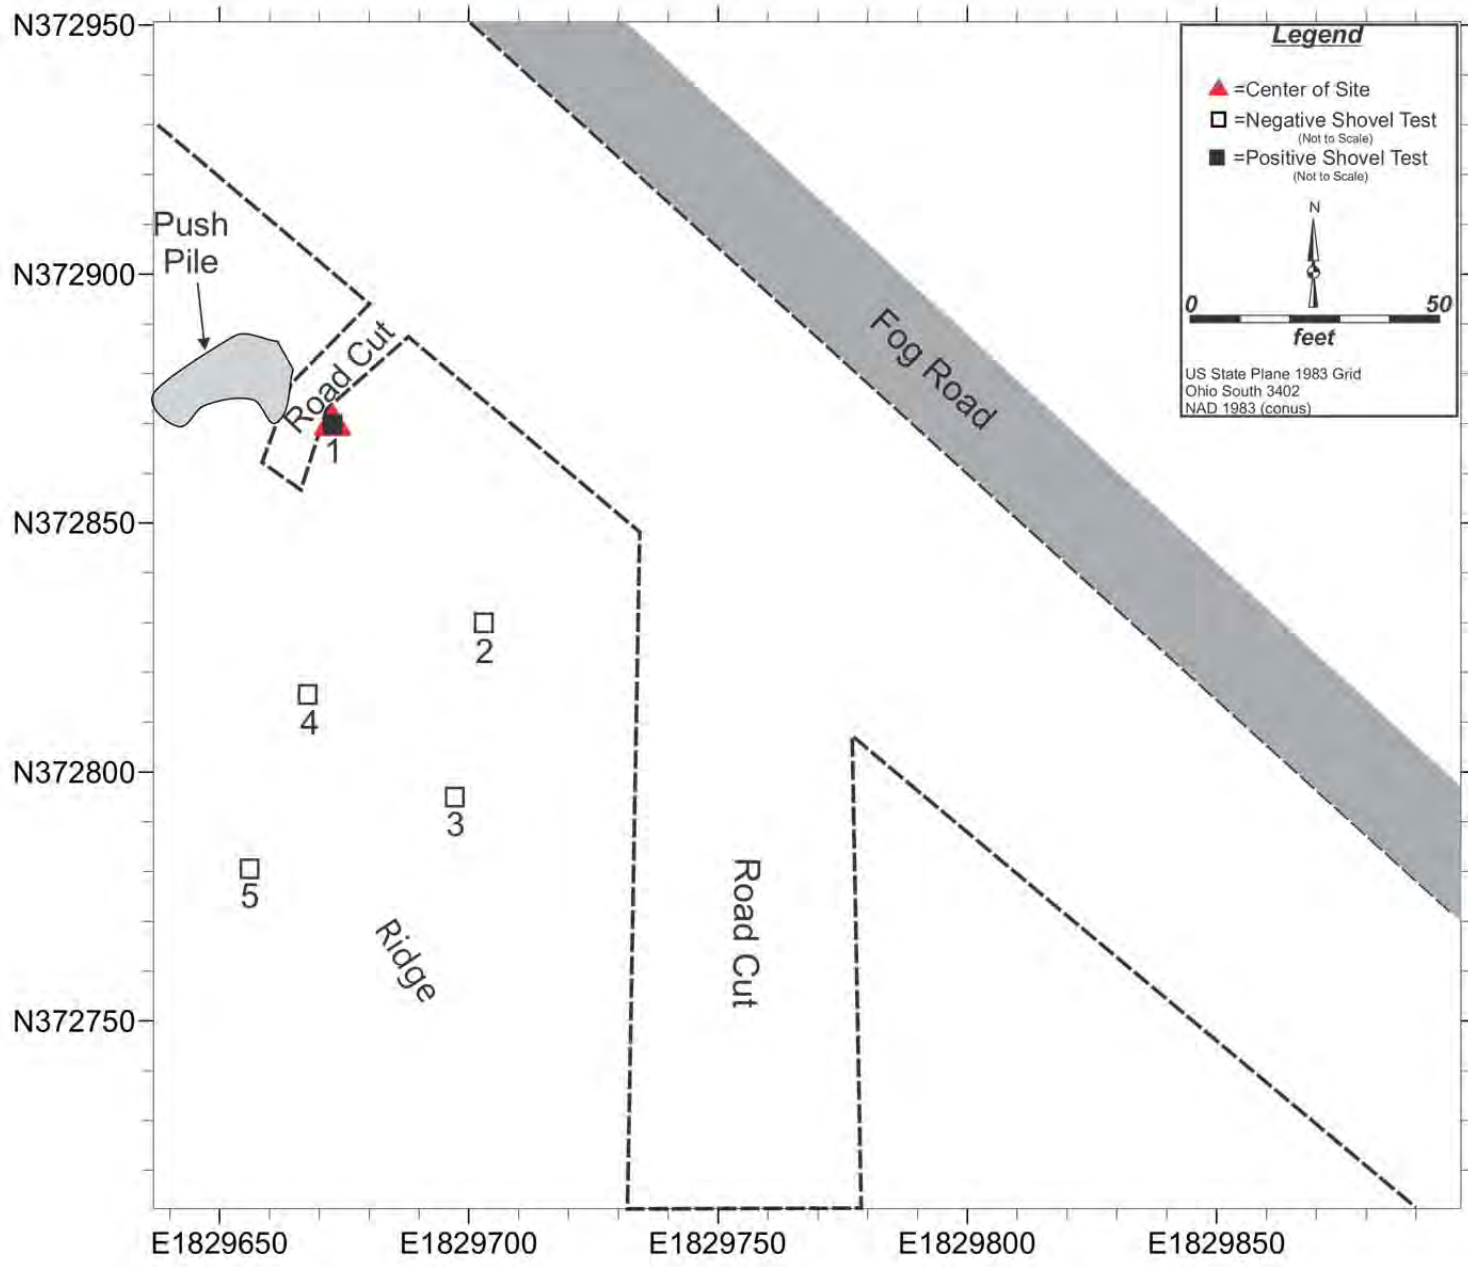 N372950
N372900
N372850
N372800
N372750
E1829650
E1829700
E1829750
E1829800
E1829850
Push
Pile
Road Cut
1
2
4
3
5
Ridge
Road Cut
Fog Road
Legend
=Center of Site
=Negative Shovel Test
(Not to Scale)
=Positive Shovel Test
(Not to Scale)
N
0 50
feet
US State Plane 1983 Grid
Ohio South 3402
NAD 1983 (conus)